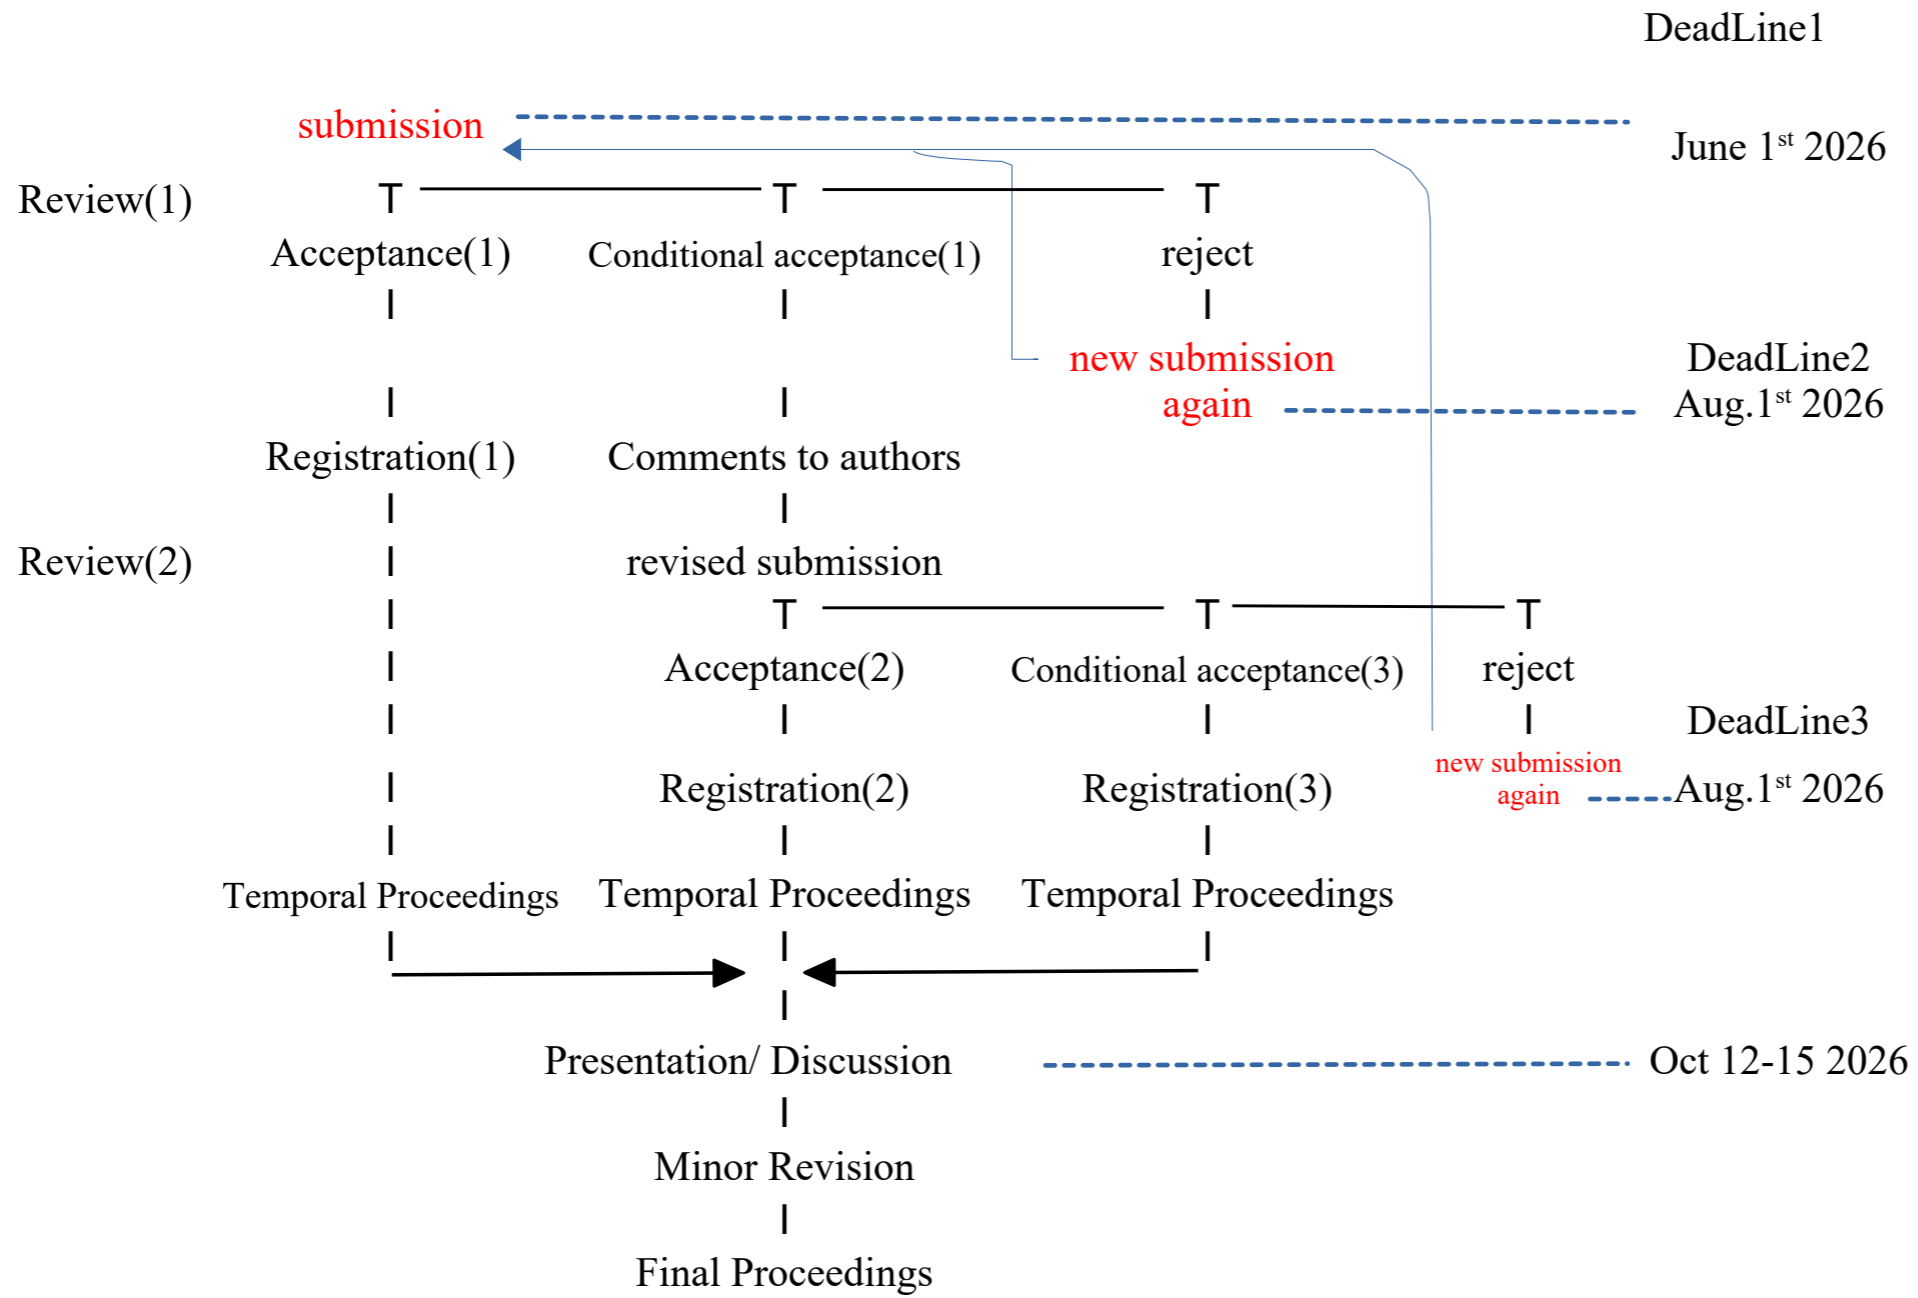 DeadLine1
submission
June 1st 2026
Review(1)
T T T
Acceptance(1) Conditional acceptance(1) reject
new submission
again
DeadLine2
Aug.1st 2026
Registration(1) Comments to authors
Review(2) revised submission
T T T
Acceptance(2) Conditional acceptance(3) reject
DeadLine3
new submission
again
Registration(2) Registration(3) Aug.1st 2026
Temporal Proceedings Temporal Proceedings Temporal Proceedings
Presentation/ Discussion Oct 12-15 2026
Minor Revision
Final Proceedings